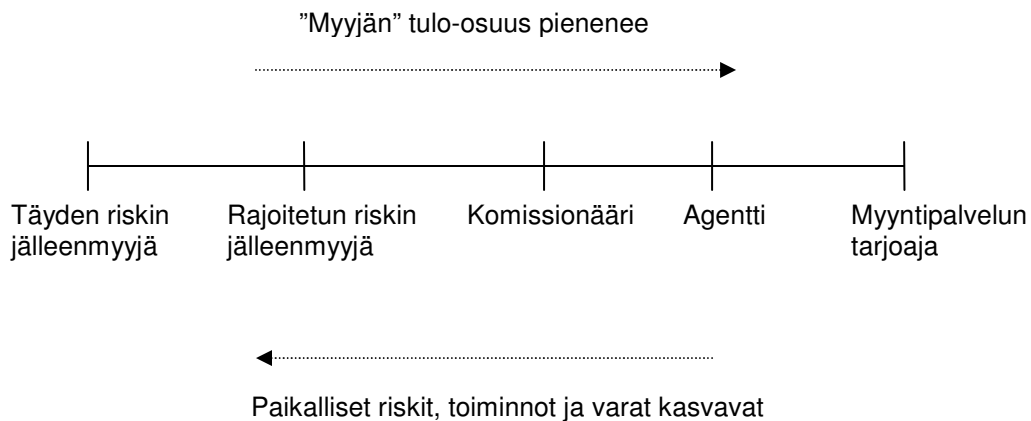 ”Myyjän” tulo-osuus pienenee
Täyden riskin
jälleenmyyjä
Rajoitetun riskin
jälleenmyyjä
Komissionääri
Agentti
Myyntipalvelun
tarjoaja
Paikalliset riskit, toiminnot ja varat kasvavat